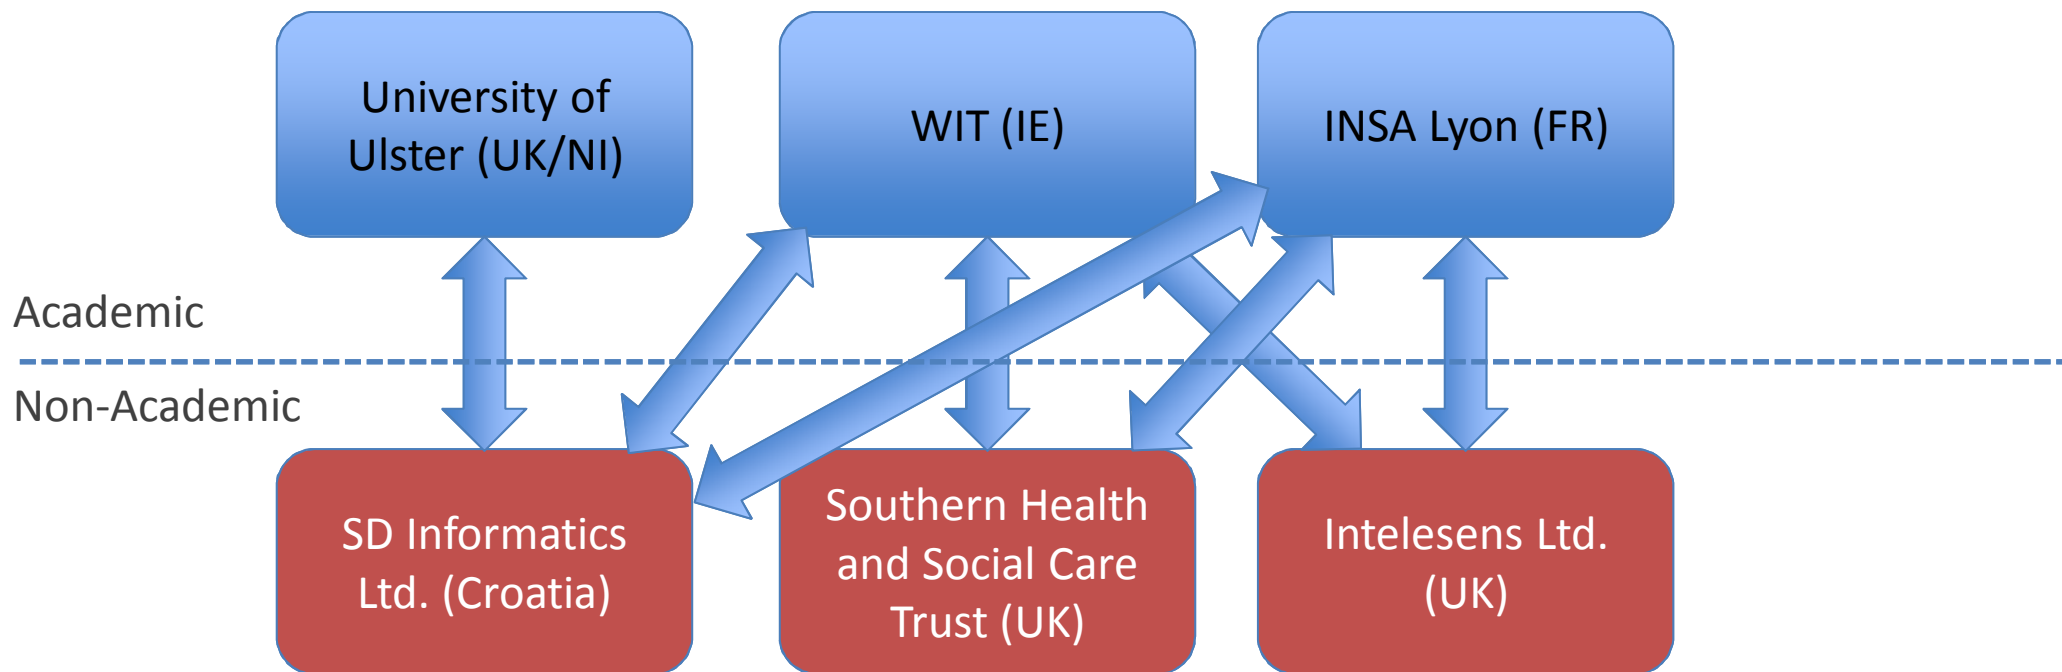 University of
Ulster (UK/NI)
WIT (IE)
INSA Lyon (FR)
Academic
Non-Academic
SD Informatics
Ltd. (Croatia)
Southern Health
and Social Care
Trust (UK)
Intelesens Ltd.
(UK)